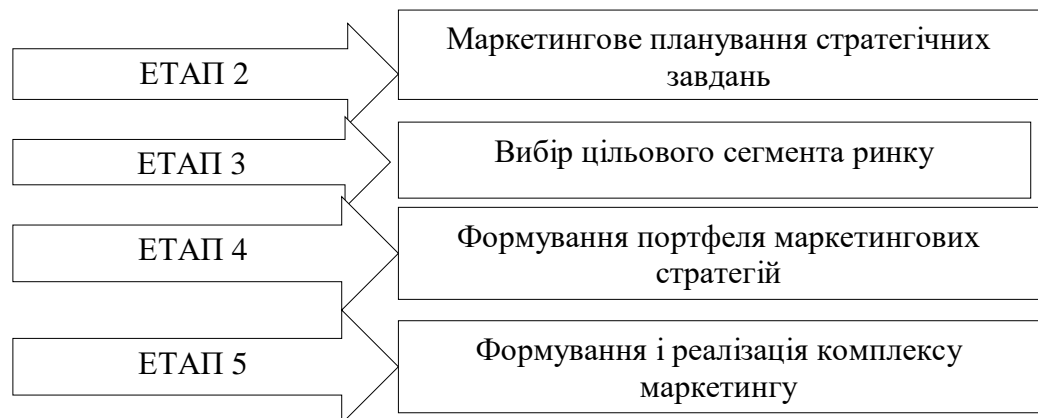 ЕТАП 2
Маркетингове планування стратегічних
завдань
ЕТАП 3
Вибір цільового сегмента ринку
ЕТАП 4
Формування портфеля маркетингових
стратегій
ЕТАП 5
Формування і реалізація комплексу
маркетингу